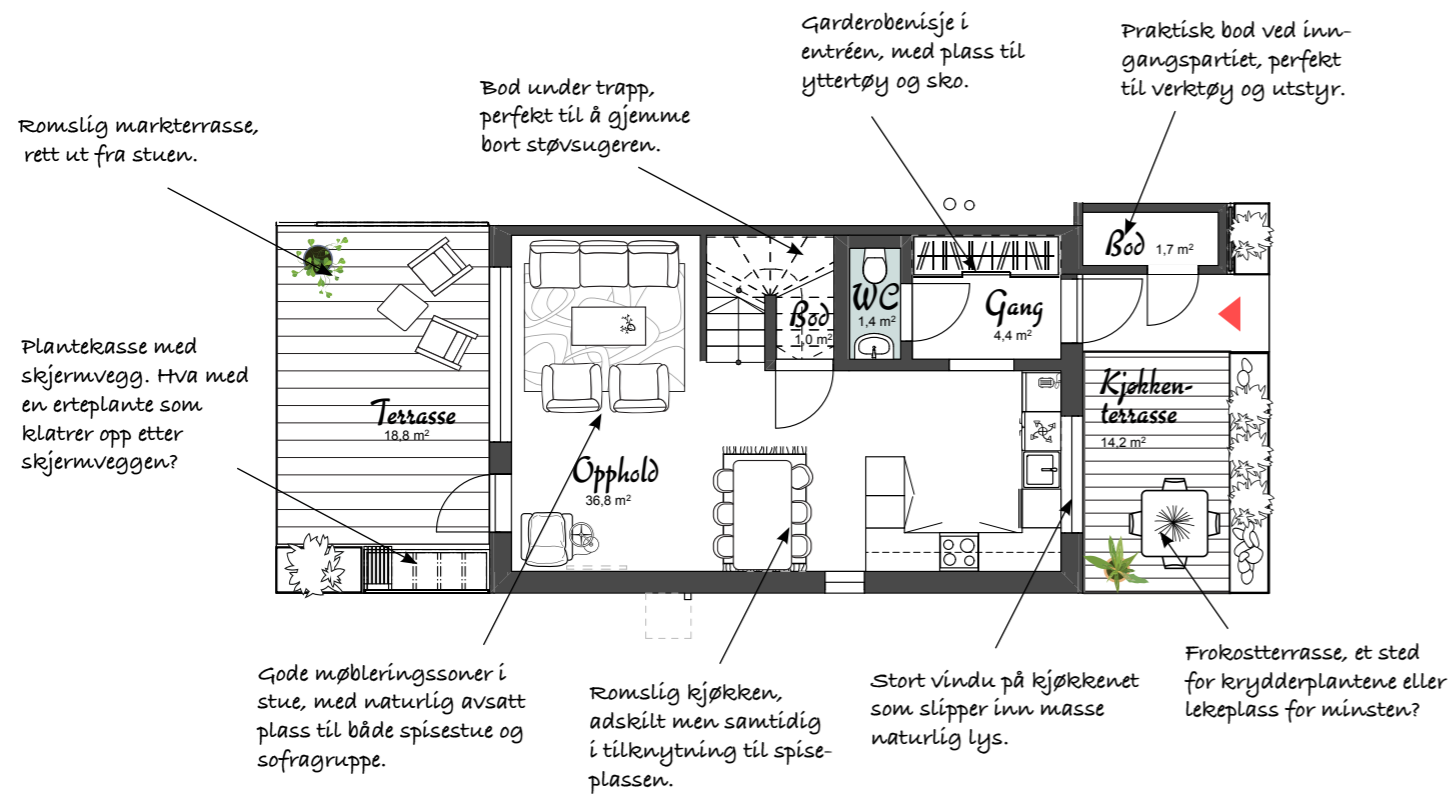 Garderobenisje i
entréen, med plass til
yttertøy og sko.
Praktisk bod ved inn-
gangspartiet, perfekt
til verktøy og utstyr.
Bod under trapp,
perfekt til å gjemme
bort støvsugeren.
Romslig markterrasse,
rett ut fra stuen.
Plantekasse med
skjermvegg. Hva med
en erteplante som
klatrer opp etter
skjermveggen?
Bod 1,7 m²
WC
1,4 m²
Gang
4,4 m²
Bod
1,0 m²
Kjøkken-
terrasse
14,2 m²
Terrasse
18,8 m²
Opphold
36,8 m²
Gode møbleringssoner i
stue, med naturlig avsatt
plass til både spisestue og
sofragruppe.
Romslig kjøkken,
adskilt men samtidig
i tilknytning til spise-
plassen.
Stort vindu på kjøkkenet
som slipper inn masse
naturlig lys.
Frokostterrasse, et sted
for krydderplantene eller
lekeplass for minsten?